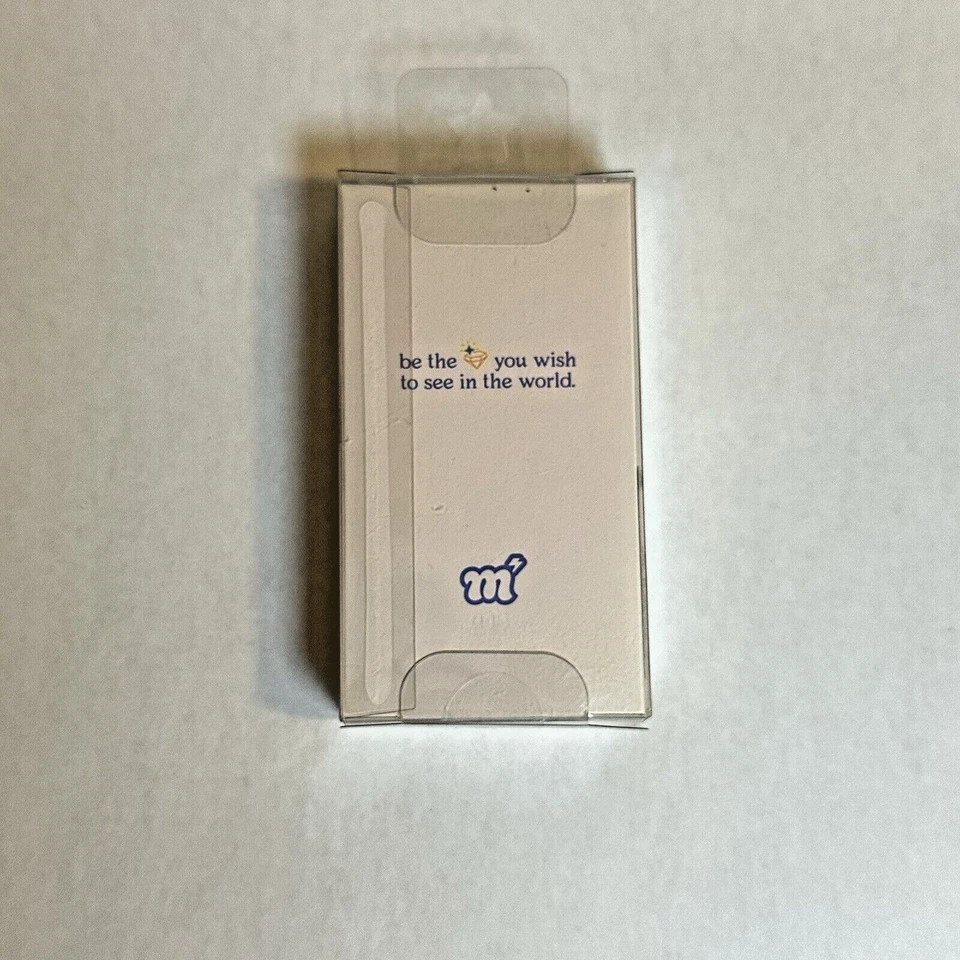 be the you wish
to see in the world.
m